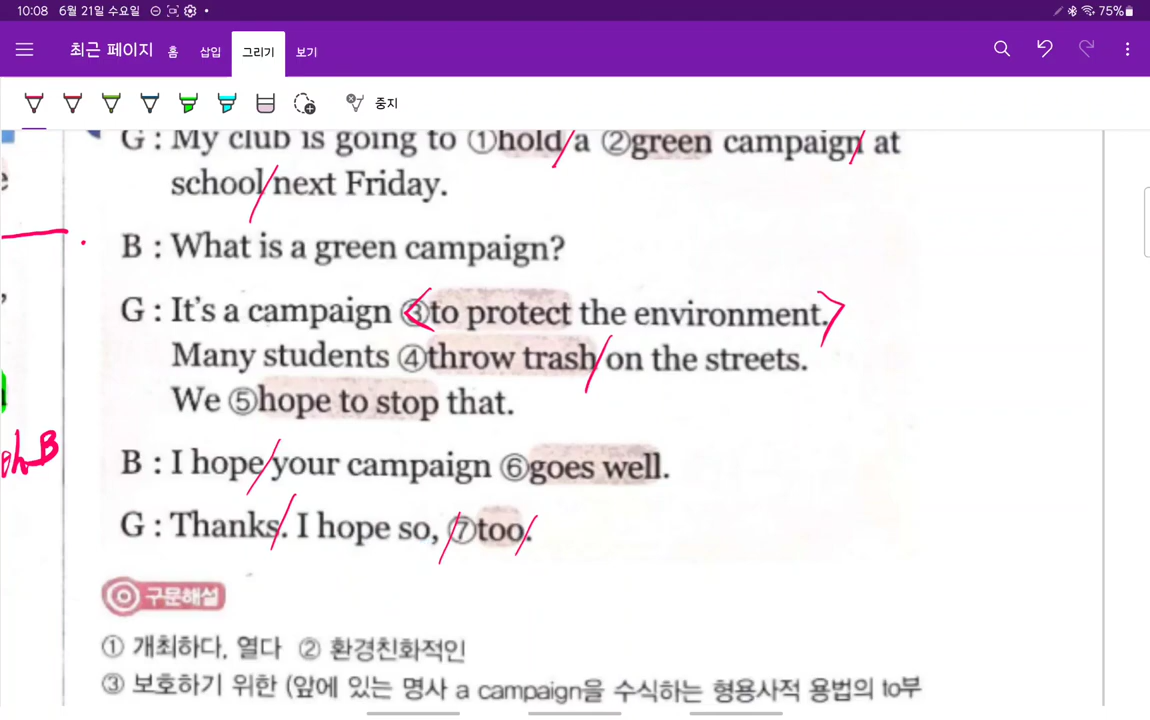 10:08 6월 21일 수요일 75%
최근 페이지 홈 삽입 그리기 보기
중지
G : My club is going to ①hold a ②green campaign at
school next Friday.
B : What is a green campaign?
G : It's a campaign ③to protect the environment.
Many students ④throw trash on the streets.
We ⑤hope to stop that.
B : I hope your campaign ⑥goes well.
G : Thanks. I hope so, ⑦too.
구문해설
① 개최하다, 열다 ② 환경친화적인
③ 보호하기 위한 (앞에 있는 명사 a campaign을 수식하는 형용사적 용법의 to부